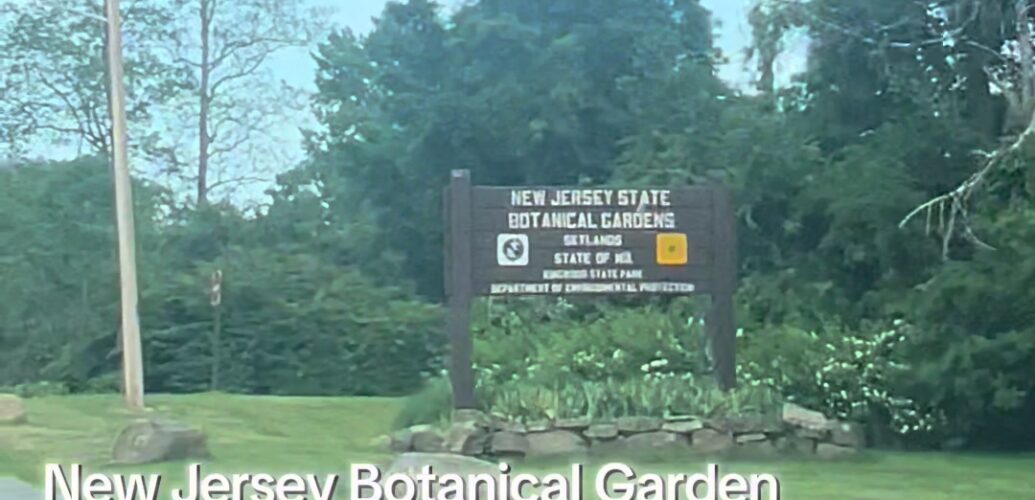 NEW JERSEY STATE
BOTANICAL GARDENS
SKYLANDS
STATE OF N.J.
RINGWOOD STATE PARK
DEPARTMENT OF ENVIRONMENTAL PROTECTION
New Jersey Botanical Garden